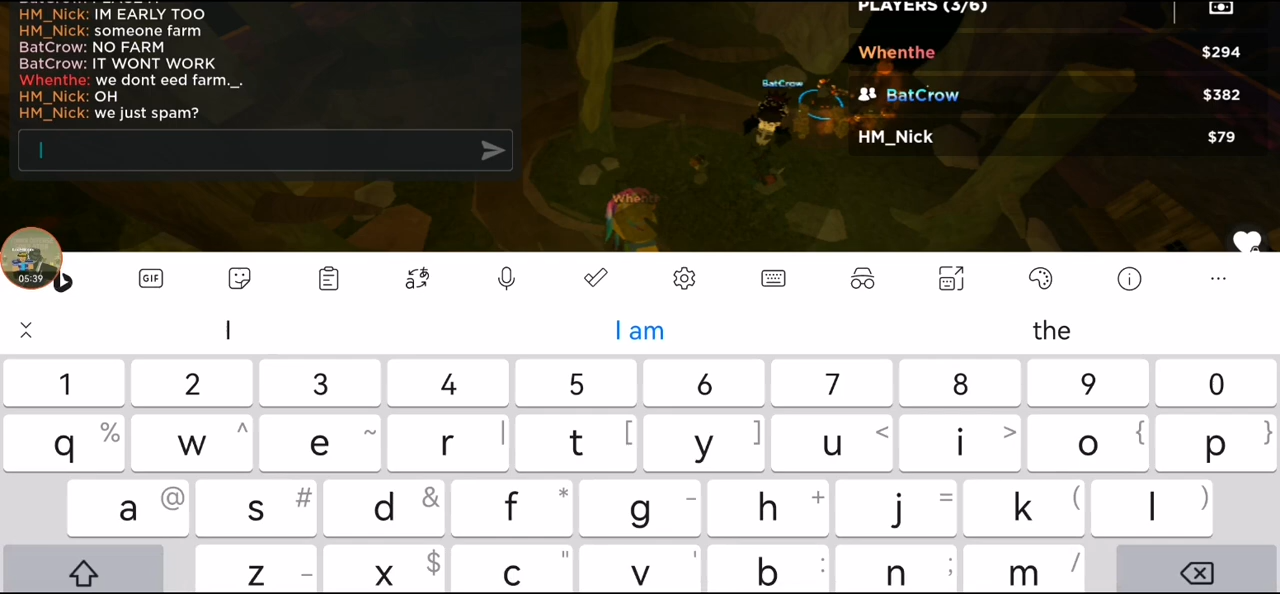 HM_Nick: IM EARLY TOO
HM_Nick: someone farm
BatCrow: NO FARM
BatCrow: IT WONT WORK
Whenthe: we dont eed farm._.
HM_Nick: OH
HM_Nick: we just spam?
PLAYERS (3/6)
Whenthe $294
BatCrow $382
HM_Nick $79
BatCrow
Whenthe
05:39
GIF
I I am the
1 2 3 4 5 6 7 8 9 0
q % w ^ e ~ r | t [ y ] u < i > o { p }
a @ s # d & f * g - h + j = k ( l )
z _ x $ c " v ' b : n ; m /